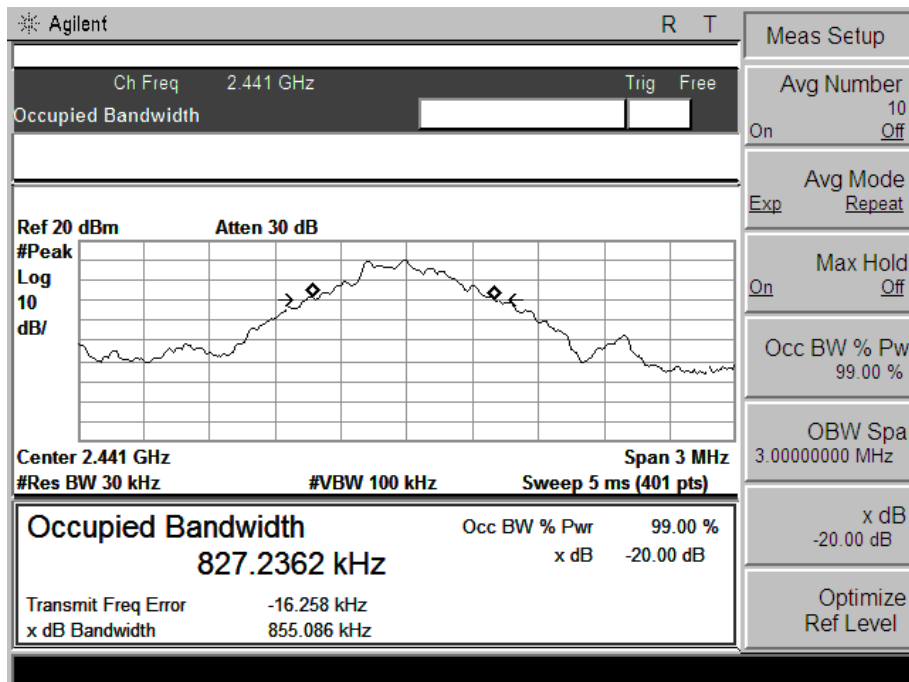 Agilent R T
Ch Freq 2.441 GHz Trig Free
Occupied Bandwidth
Ref 20 dBm Atten 30 dB
#Peak
Log
10
dB/
Center 2.441 GHz Span 3 MHz
#Res BW 30 kHz #VBW 100 kHz Sweep 5 ms (401 pts)
Occupied Bandwidth
827.2362 kHz
Occ BW % Pwr 99.00 %
x dB -20.00 dB
Transmit Freq Error -16.258 kHz
x dB Bandwidth 855.086 kHz
Meas Setup
Avg Number
10
On Off
Avg Mode
Exp Repeat
Max Hold
On Off
Occ BW % Pw
99.00 %
OBW Spa
3.00000000 MHz
x dB
-20.00 dB
Optimize
Ref Level